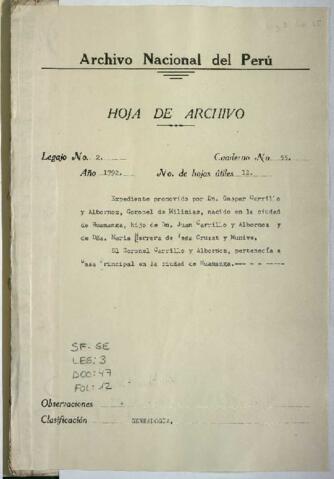 Archivo Nacional del Perú
HOJA DE ARCHIVO
Legajo No. 2. Cuaderno No. 55.
Año 1792. No. de hojas útiles 12.
Expediente promovido por Dn. Gaspar Carrillo
y Albornoz, Coronel de Milicias, nacido en la ciudad
de Huamanga, hijo de Dn. Juan Carrillo y Albornoz y
de Dña. Maria Herrera de Vega Cruzat y Munive.
El Coronel Carrillo y Albornoz, pertenecía a
Casa Principal en la ciudad de Huamanga.
SF-GE
LEG: 3
DOC: 47
FOL: 12
Observaciones
Clasificación GENEALOGIA.